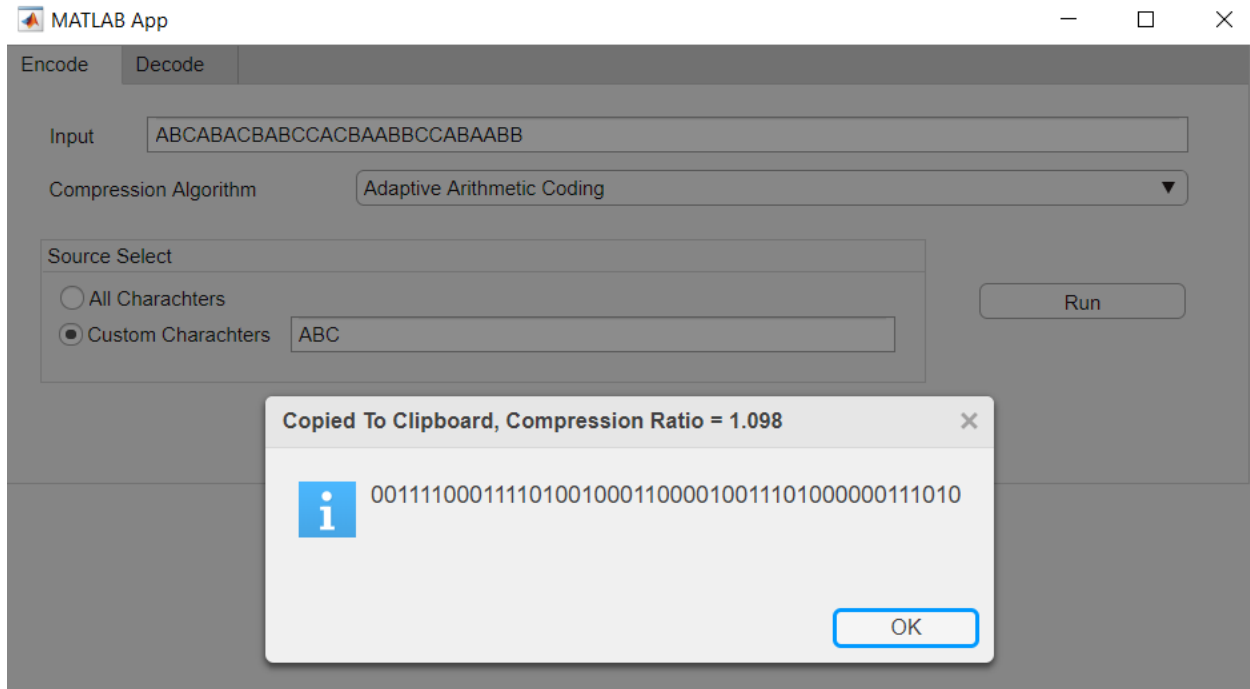 MATLAB App
Encode Decode
Input ABCABACBABCCACBAABBCCABAABB
Compression Algorithm Adaptive Arithmetic Coding
Source Select
All Charachters
Custom Charachters ABC
Run
Copied To Clipboard, Compression Ratio = 1.098
00111100011110100100011000010011101000000111010
OK